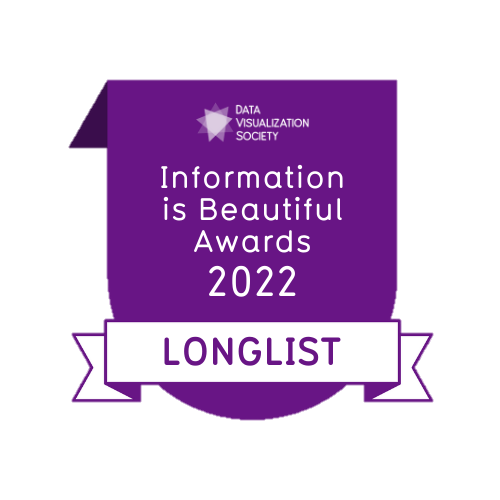 DATA
VISUALIZATION
SOCIETY
Information
is Beautiful
Awards
2022
LONGLIST